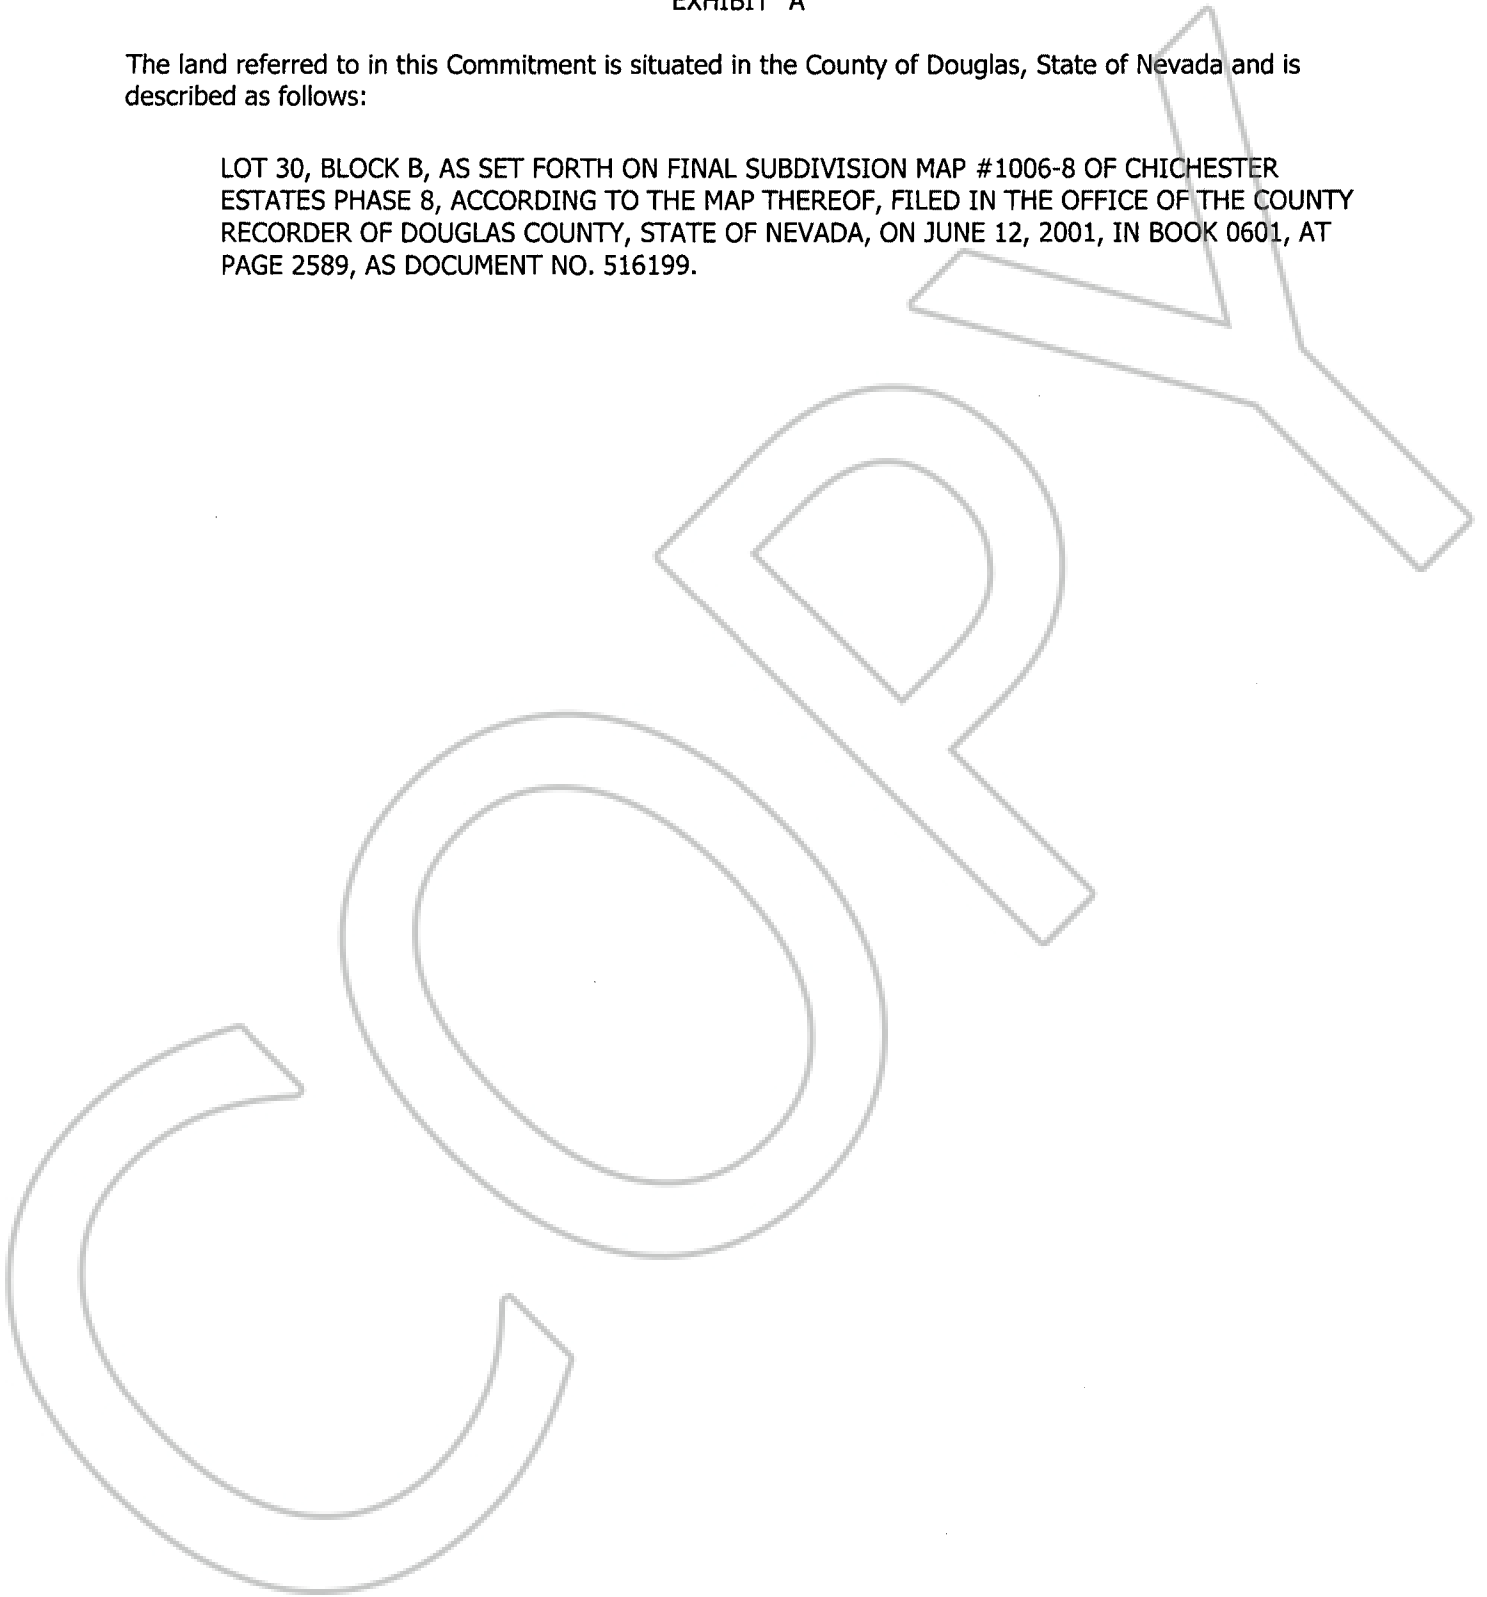 EXHIBIT "A"
The land referred to in this Commitment is situated in the County of Douglas, State of Nevada and is
described as follows:
LOT 30, BLOCK B, AS SET FORTH ON FINAL SUBDIVISION MAP #1006-8 OF CHICHESTER
ESTATES PHASE 8, ACCORDING TO THE MAP THEREOF, FILED IN THE OFFICE OF THE COUNTY
RECORDER OF DOUGLAS COUNTY, STATE OF NEVADA, ON JUNE 12, 2001, IN BOOK 0601, AT
PAGE 2589, AS DOCUMENT NO. 516199.
COPY